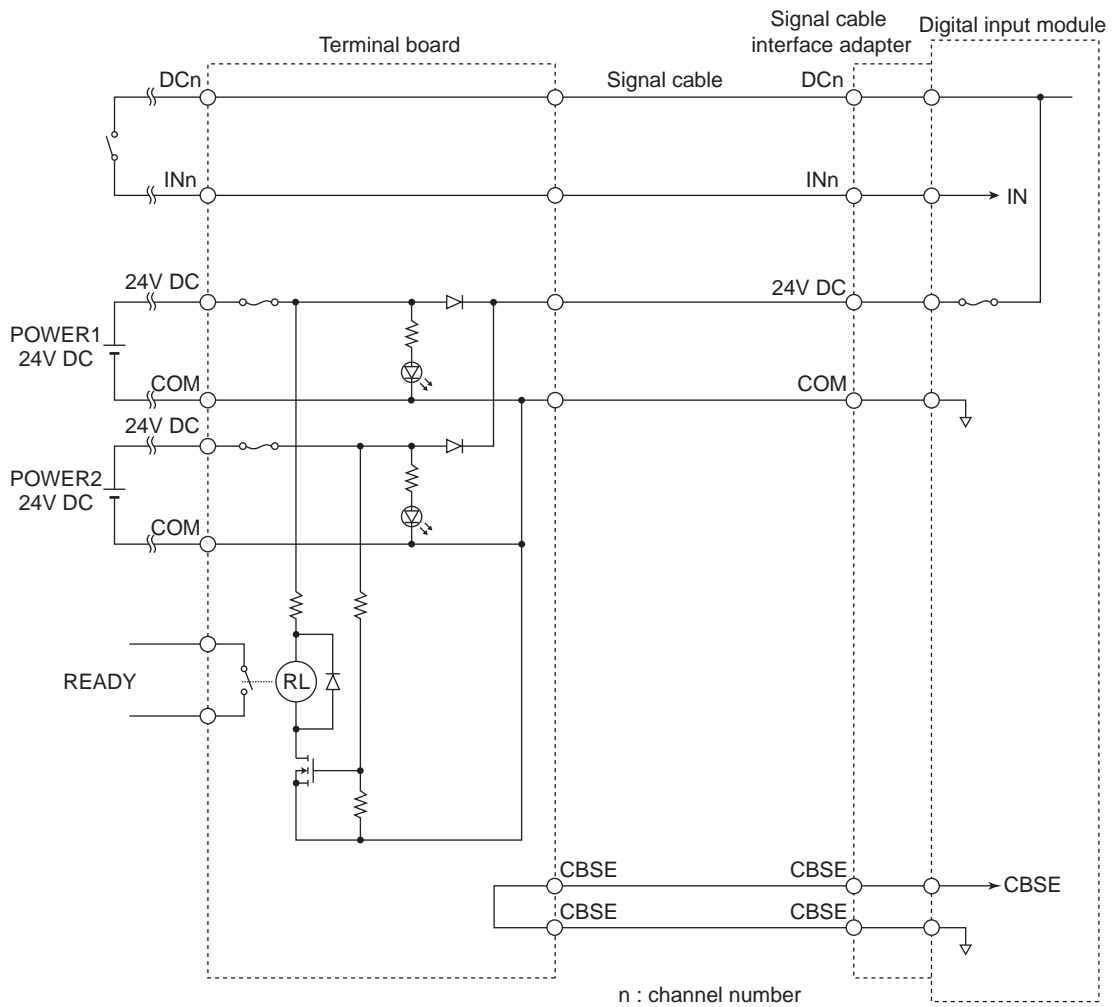 Signal cable
interface adapter
Digital input module
Terminal board
DCn
Signal cable
DCn
INn
INn
IN
24V DC
24V DC
POWER1
24V DC
COM
COM
24V DC
POWER2
24V DC
COM
READY
RL
CBSE
CBSE
CBSE
CBSE
CBSE
n : channel number